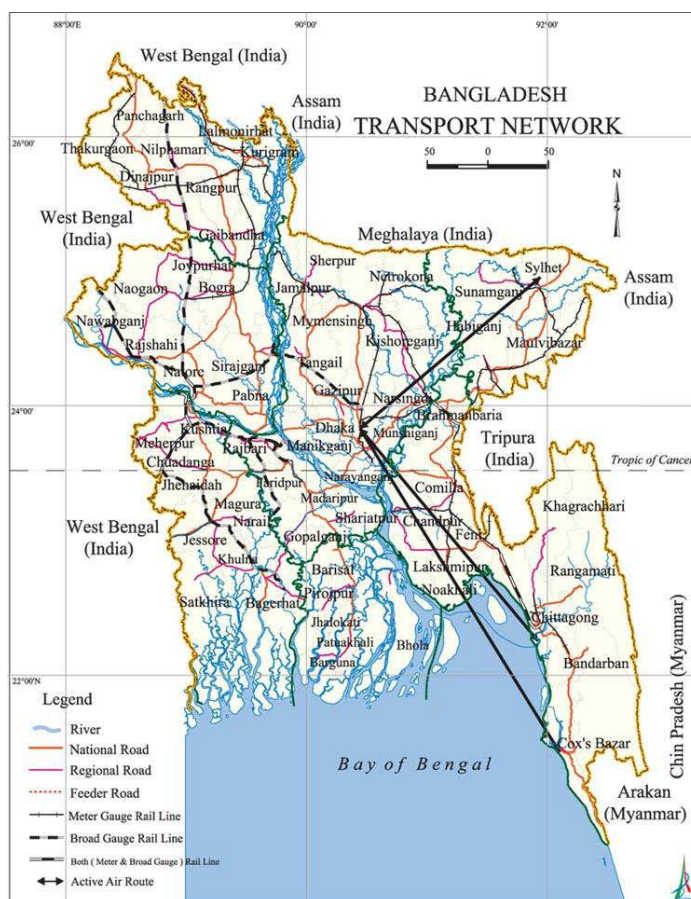 88°00'E
90°00'
92°00'
West Bengal (India)
BANGLADESH
TRANSPORT NETWORK
50 0 50
N
Assam
(India)
26°00'
Panchagarh
Lalmonirhat
Thakurgaon
Nilphamari
Kurigram
Dinajpur
Rangpur
West Bengal
(India)
Gaibandha
Meghalaya (India)
Joypurhat
Sherpur
Netrokona
Sylhet
Assam
(India)
Naogaon
Bogra
Jamalpur
Sunamganj
Nawabganj
Mymensingh
Habiganj
Rajshahi
Kishoreganj
Maulvibazar
Natore
Sirajganj
Tangail
Pabna
Gazipur
Narsingdi
24°00'
Brahmanbaria
Kushtia
Dhaka
Munshiganj
Meherpur
Rajbari
Manikganj
Tripura
(India)
Chuadanga
Tropic of Cancer
Jhenaidah
Faridpur
Narayanganj
Comilla
Magura
Madaripur
Khagrachhari
West Bengal
(India)
Narail
Shariatpur
Chandpur
Jessore
Gopalganj
Feni
Khulna
Barisal
Lakshmipur
Rangamati
Satkhira
Bagerhat
Pirojpur
Noakhali
Jhalokati
Chittagong
Patuakhali
Bhola
Barguna
Bandarban
22°00'N
Chin Pradesh (Myanmar)
Cox's Bazar
Bay of Bengal
Arakan
(Myanmar)
Legend
River
National Road
Regional Road
Feeder Road
Meter Gauge Rail Line
Broad Gauge Rail Line
Both ( Meter & Broad Gauge ) Rail Line
Active Air Route